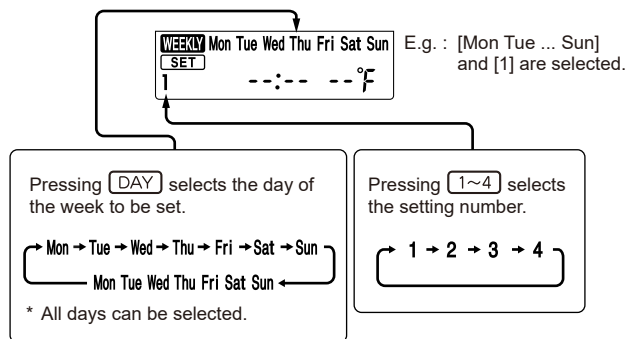 WEEKLY Mon Tue Wed Thu Fri Sat Sun
SET
1 --:-- --°F
E.g. : [Mon Tue ... Sun]
and [1] are selected.
Pressing DAY selects the day of
the week to be set.
Mon → Tue → Wed → Thu → Fri → Sat → Sun
Mon Tue Wed Thu Fri Sat Sun
* All days can be selected.
Pressing 1~4 selects
the setting number.
1 → 2 → 3 → 4